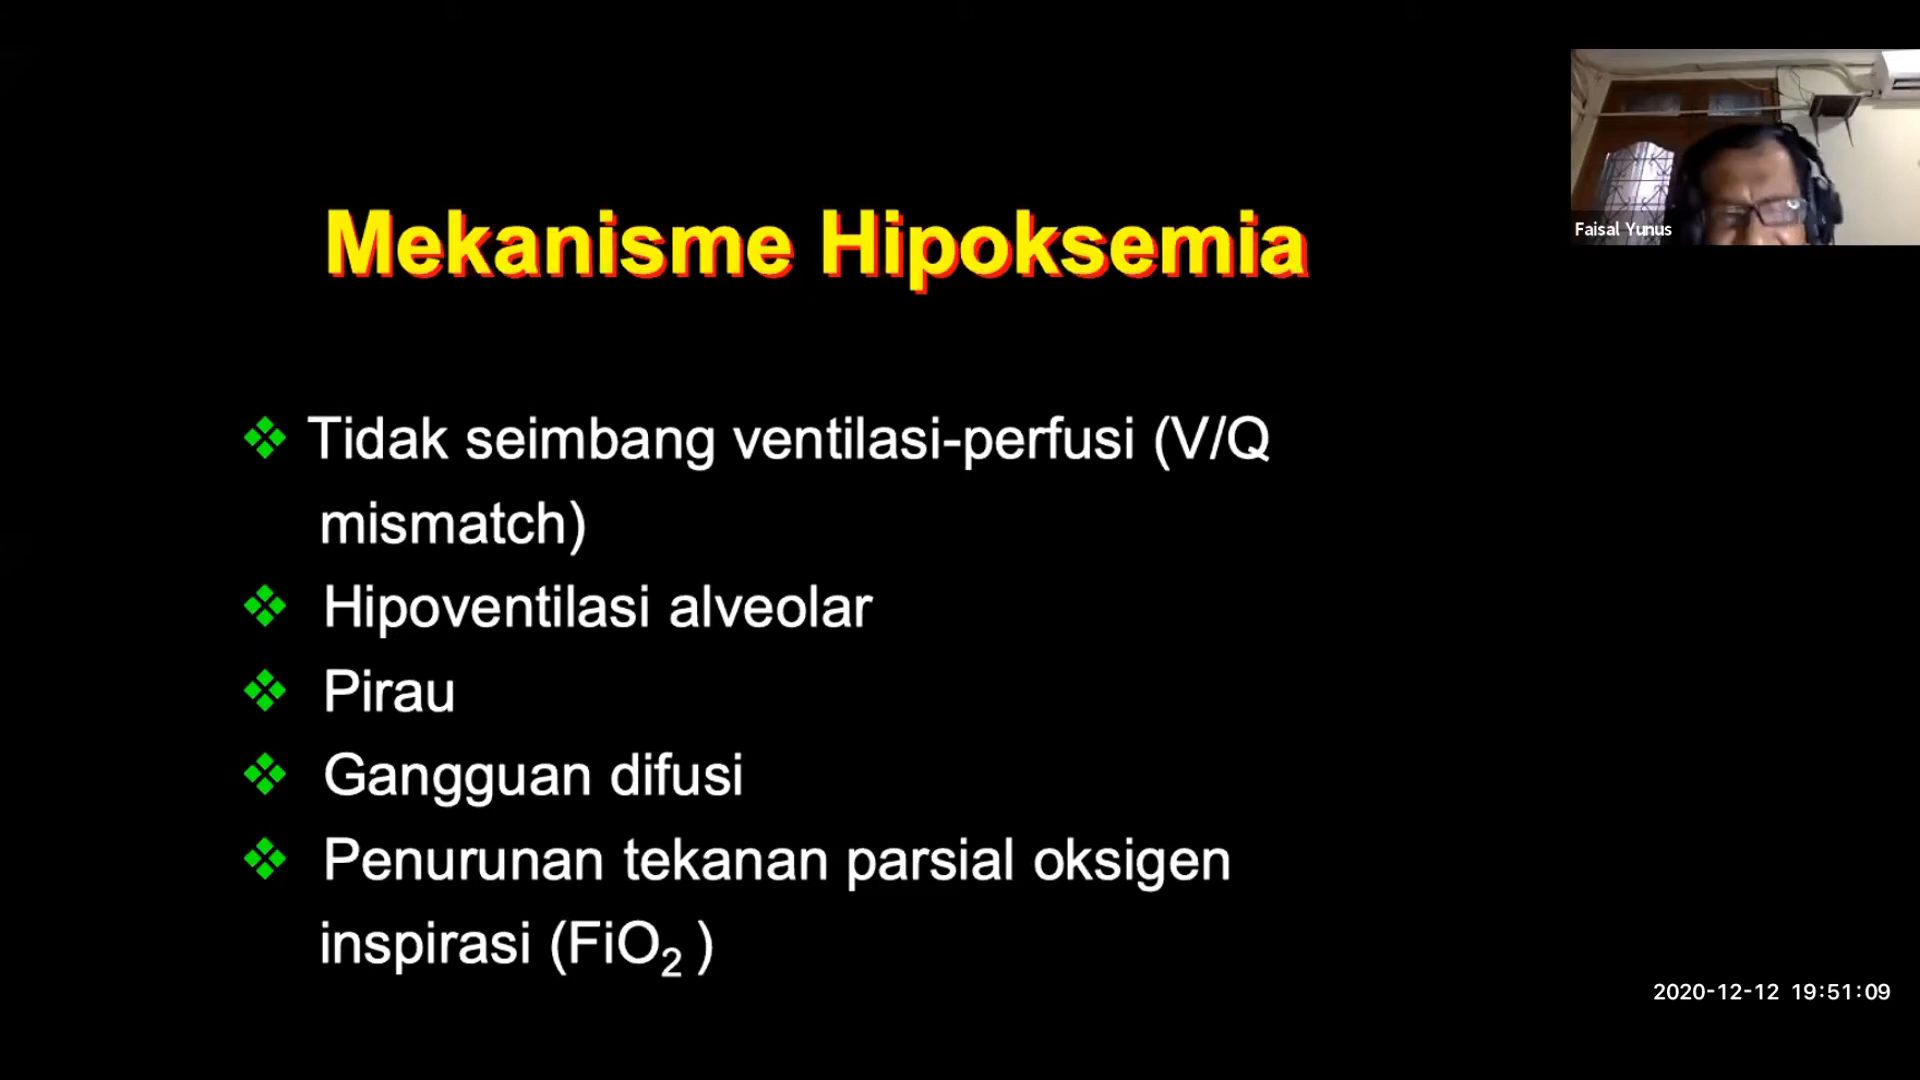 Mekanisme Hipoksemia
Faisal Yunus
Tidak seimbang ventilasi-perfusi (V/Q
mismatch)
Hipoventilasi alveolar
Pirau
Gangguan difusi
Penurunan tekanan parsial oksigen
inspirasi (FiO₂ )
2020-12-12 19:51:09